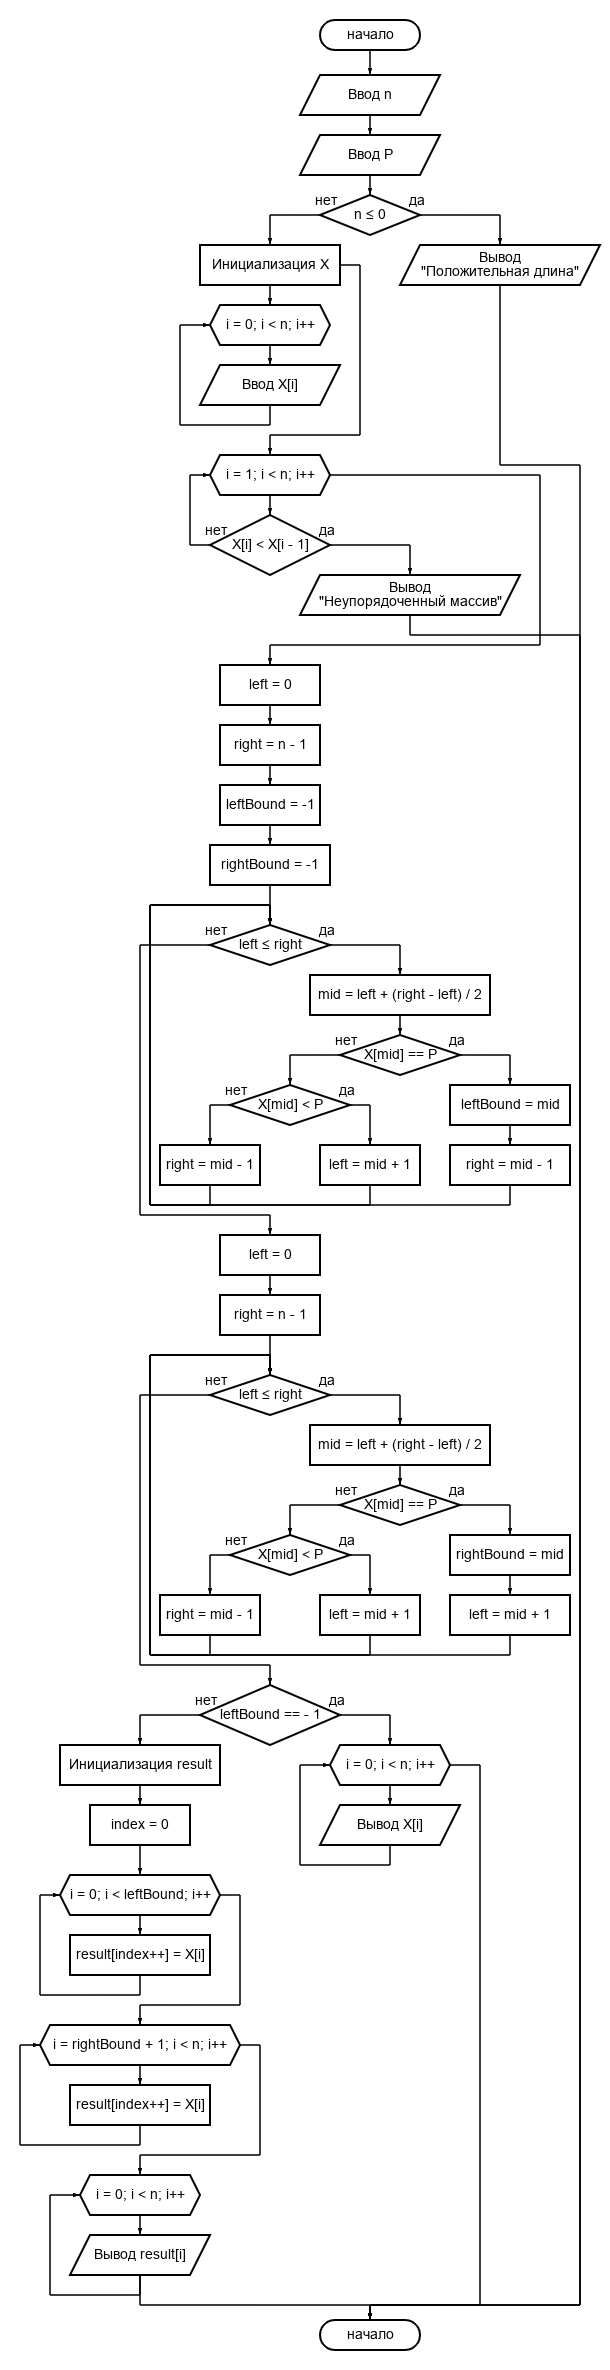 начало
Ввод n
Ввод P
нет
да
n ≤ 0
Инициализация X
Вывод
"Положительная длина"
i = 0; i < n; i++
Ввод X[i]
i = 1; i < n; i++
нет
да
X[i] < X[i - 1]
Вывод
"Неупорядоченный массив"
left = 0
right = n - 1
leftBound = -1
rightBound = -1
нет
да
left ≤ right
mid = left + (right - left) / 2
нет
да
X[mid] == P
нет
да
X[mid] < P
leftBound = mid
right = mid - 1
left = mid + 1
right = mid - 1
left = 0
right = n - 1
нет
да
left ≤ right
mid = left + (right - left) / 2
нет
да
X[mid] == P
нет
да
X[mid] < P
rightBound = mid
right = mid - 1
left = mid + 1
left = mid + 1
нет
да
leftBound == - 1
Инициализация result
i = 0; i < n; i++
index = 0
Вывод X[i]
i = 0; i < leftBound; i++
result[index++] = X[i]
i = rightBound + 1; i < n; i++
result[index++] = X[i]
i = 0; i < n; i++
Вывод result[i]
начало